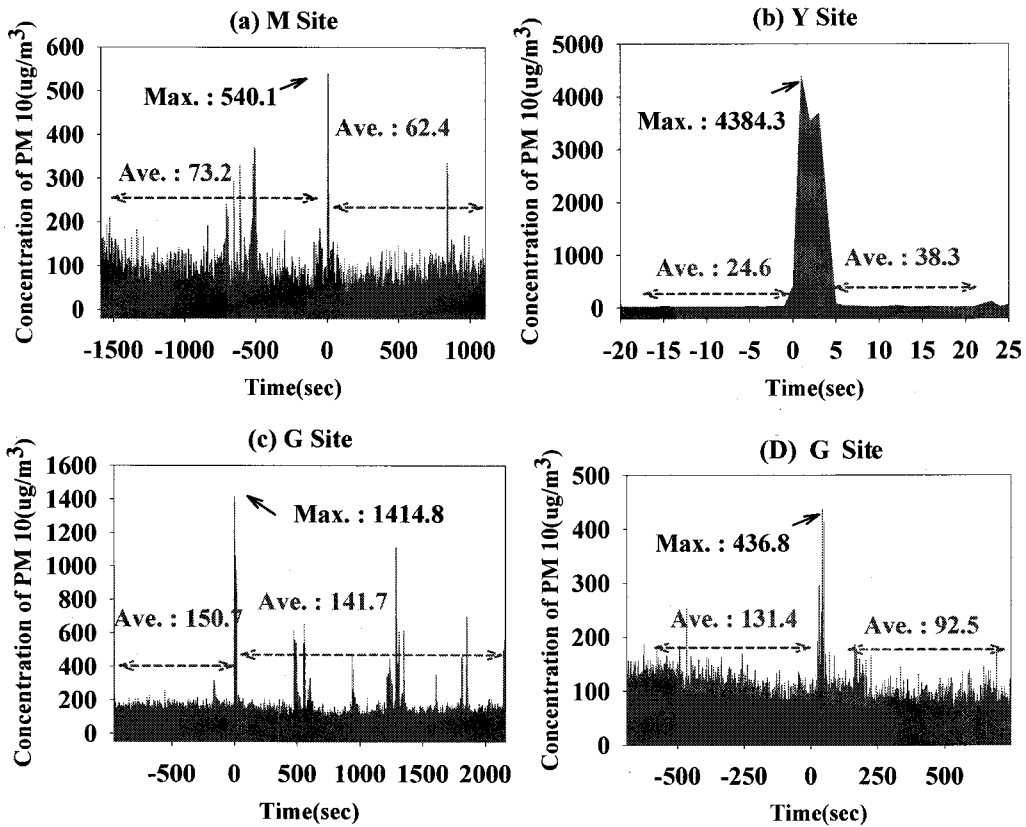 (a) M Site
Concentration of PM 10(ug/m3)
600
500
400
300
200
100
0
Max. : 540.1
Ave. : 62.4
Ave. : 73.2
-1500 -1000 -500 0 500 1000
Time(sec)
(b) Y Site
Concentration of PM 10(ug/m3)
5000
4000
3000
2000
1000
0
Max. : 4384.3
Ave. : 24.6
Ave. : 38.3
-20 -15 -10 -5 0 5 10 15 20 25
Time(sec)
(c) G Site
Concentration of PM 10(ug/m3)
1600
1400
1200
1000
800
600
400
200
0
Max. : 1414.8
Ave. : 150.7
Ave. : 141.7
-500 0 500 1000 1500 2000
Time(sec)
(D) G Site
Concentration of PM 10(ug/m3)
500
400
300
200
100
0
Max. : 436.8
Ave. : 131.4
Ave. : 92.5
-500 -250 0 250 500
Time(sec)